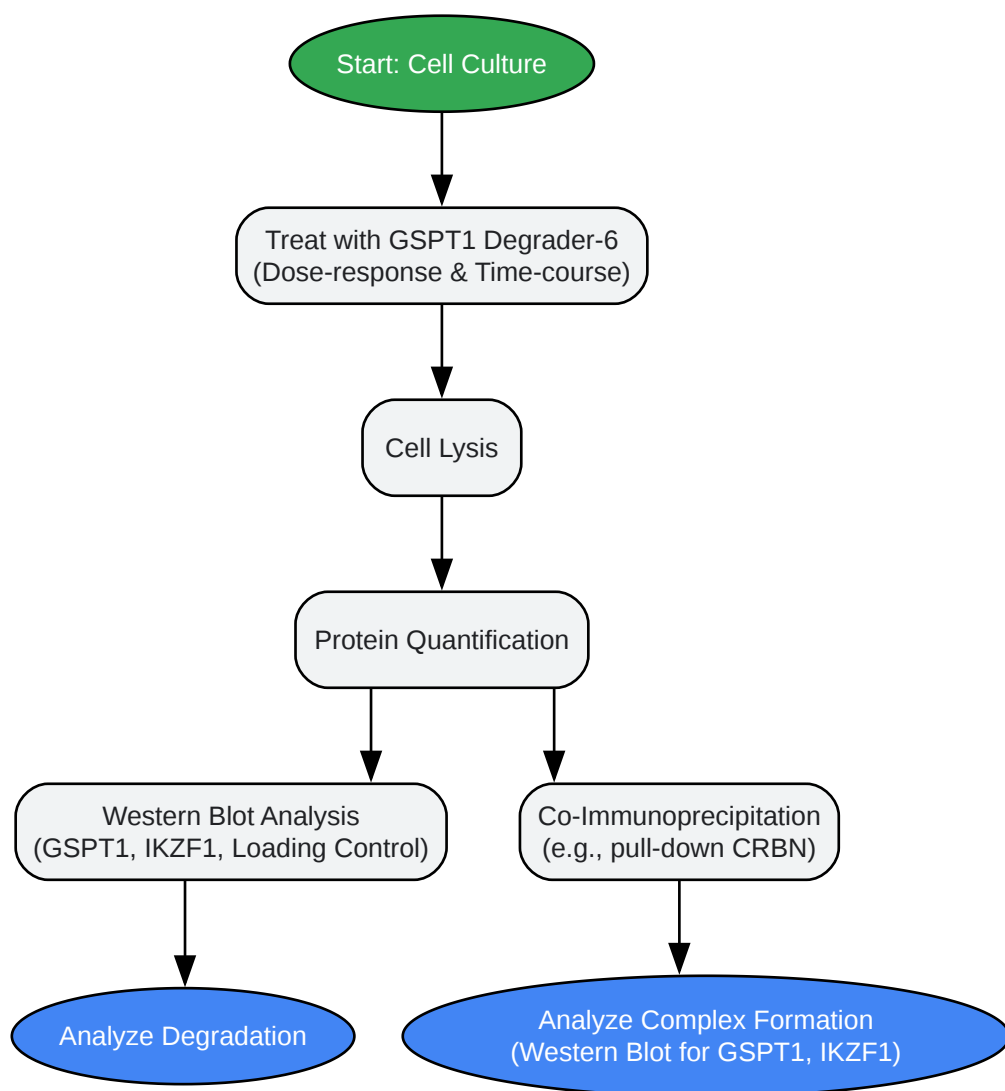 Start: Cell Culture
Treat with GSPT1 Degrader-6
(Dose-response & Time-course)
Cell Lysis
Protein Quantification
Western Blot Analysis
(GSPT1, IKZF1, Loading Control)
Co-Immunoprecipitation
(e.g., pull-down CRBN)
Analyze Degradation
Analyze Complex Formation
(Western Blot for GSPT1, IKZF1)